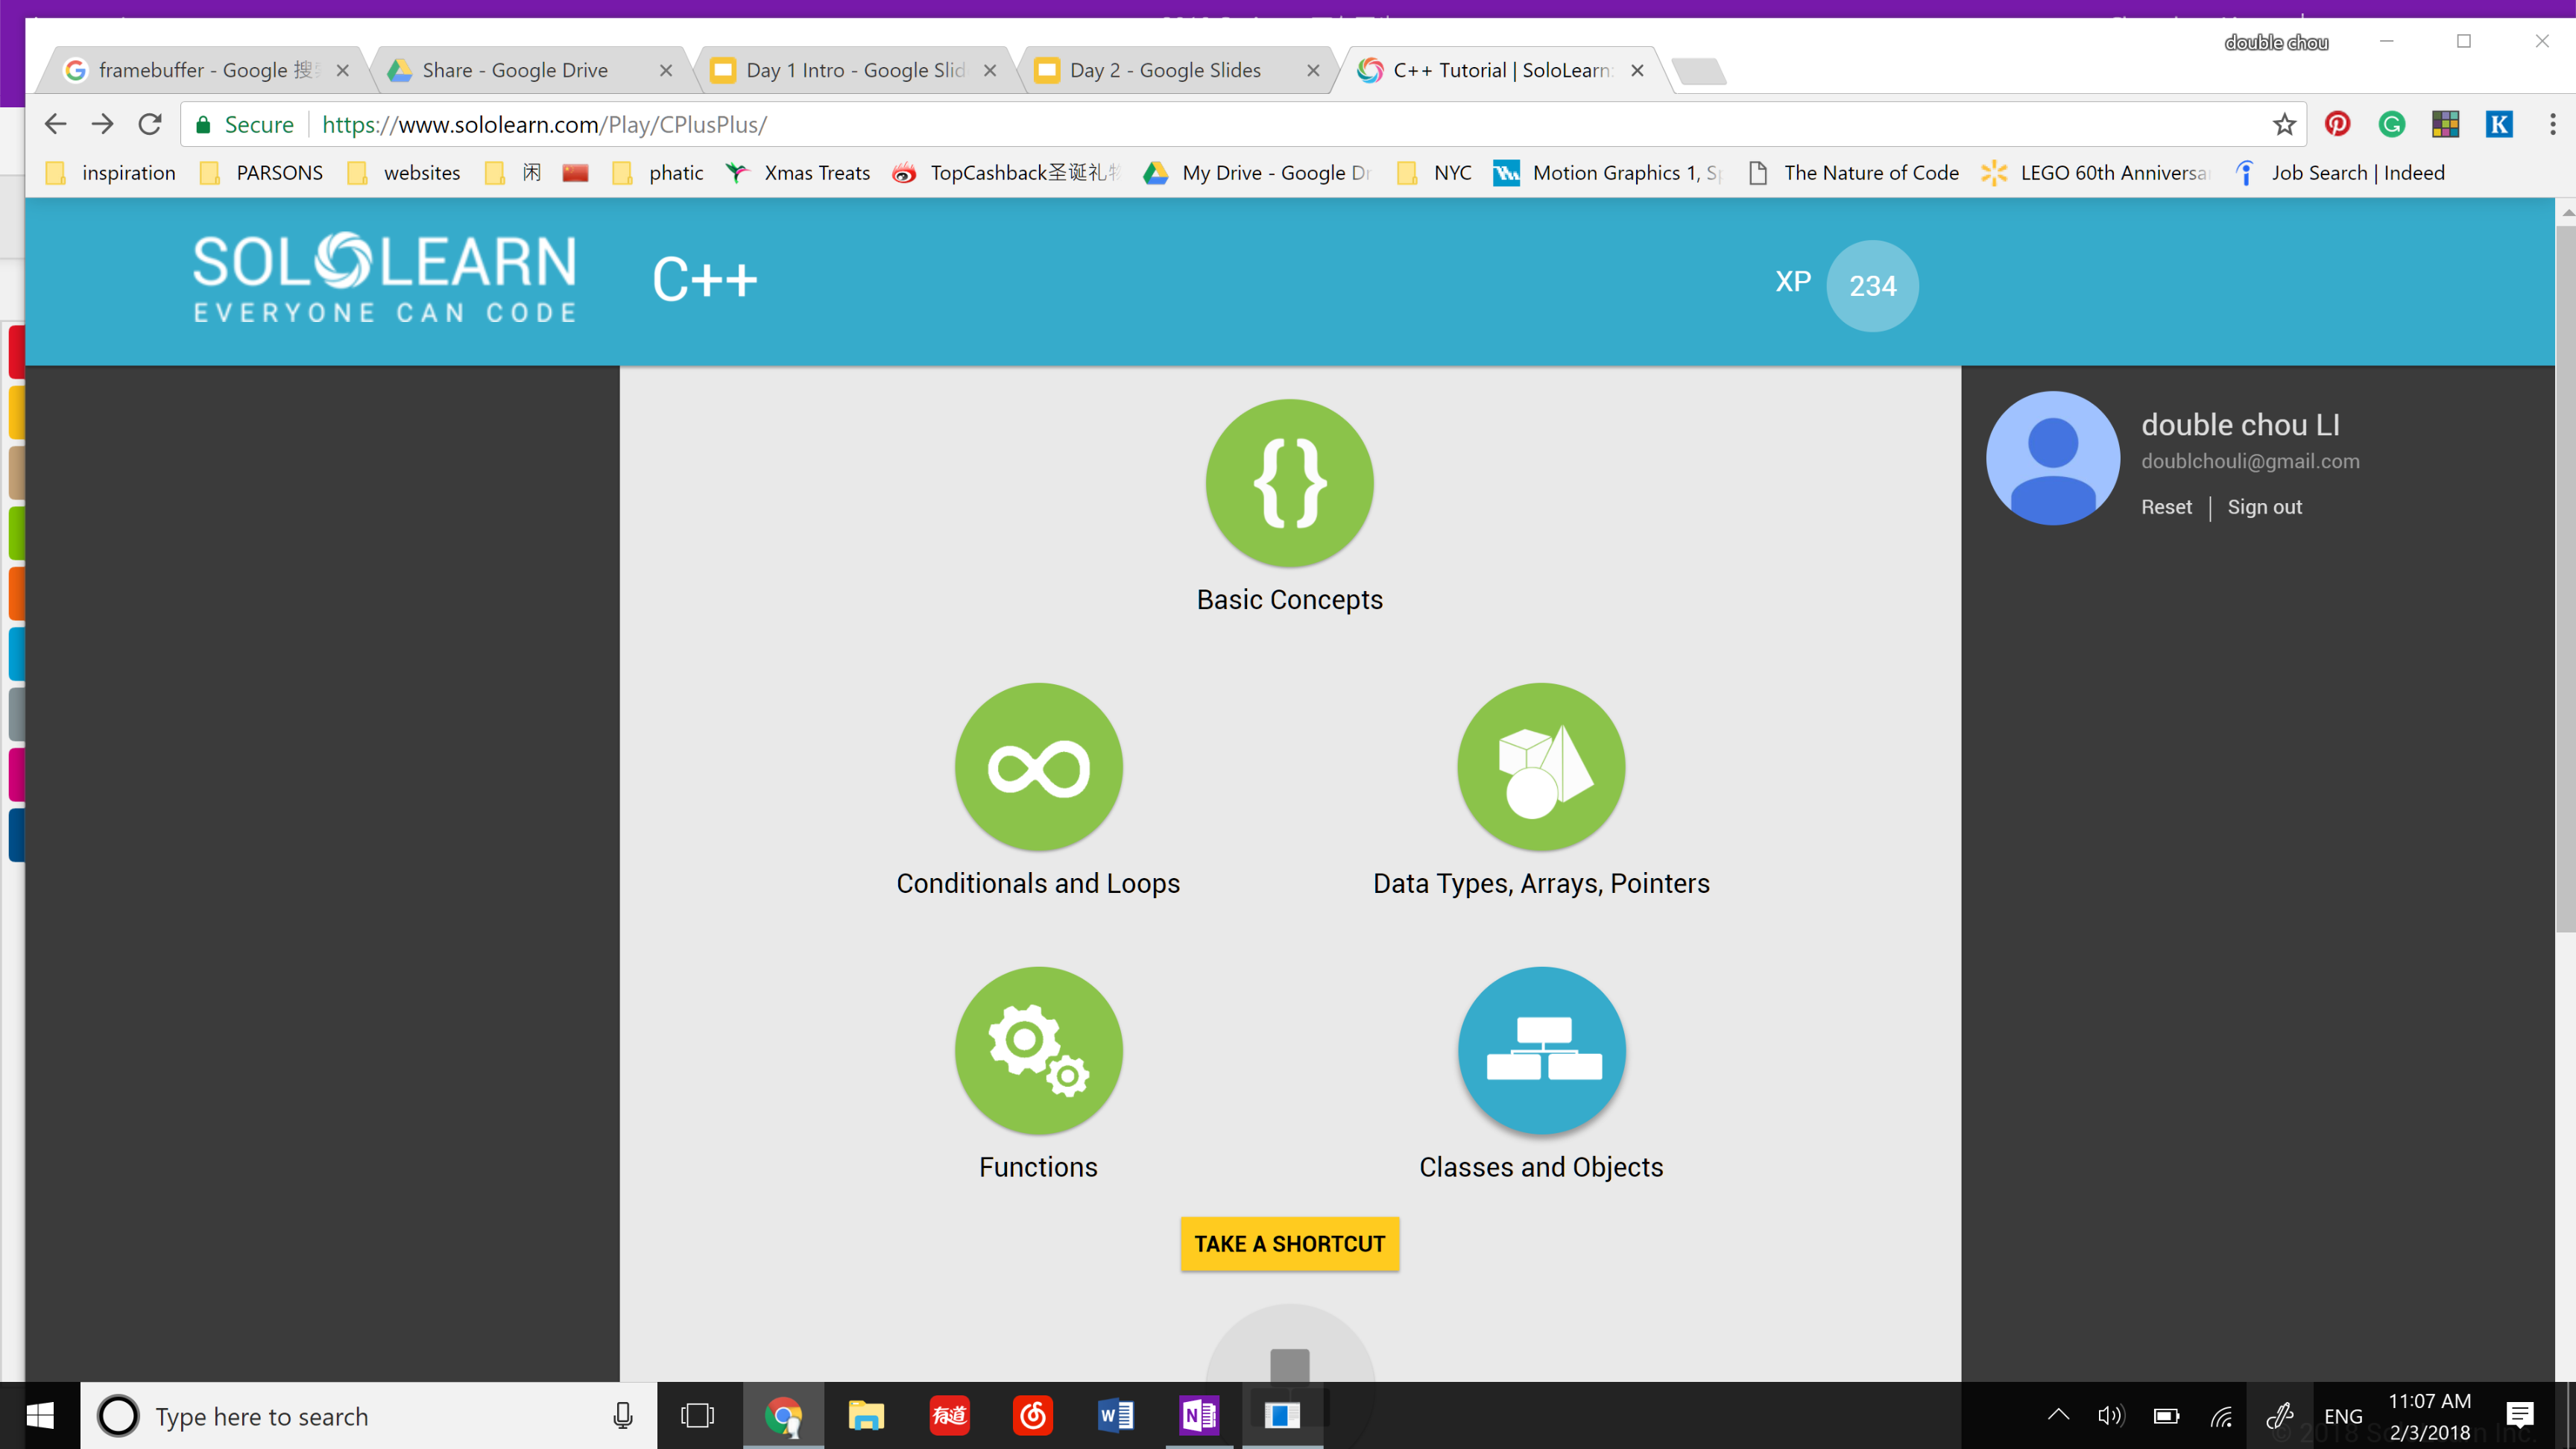 double chou
framebuffer - Google 搜
Share - Google Drive
Day 1 Intro - Google Slid
Day 2 - Google Slides
C++ Tutorial | SoloLearn:
Secure https://www.sololearn.com/Play/CPlusPlus/
inspiration PARSONS websites 闲 phatic Xmas Treats TopCashback圣诞礼 My Drive - Google Dr NYC Motion Graphics 1, Sp The Nature of Code LEGO 60th Anniversa Job Search | Indeed
SOLOLEARN
EVERYONE CAN CODE
C++
XP 234
double chou LI
doublchouli@gmail.com
Reset | Sign out
{}
Basic Concepts
Conditionals and Loops
Data Types, Arrays, Pointers
Functions
Classes and Objects
TAKE A SHORTCUT
Type here to search
有道
ENG
11:07 AM
2/3/2018